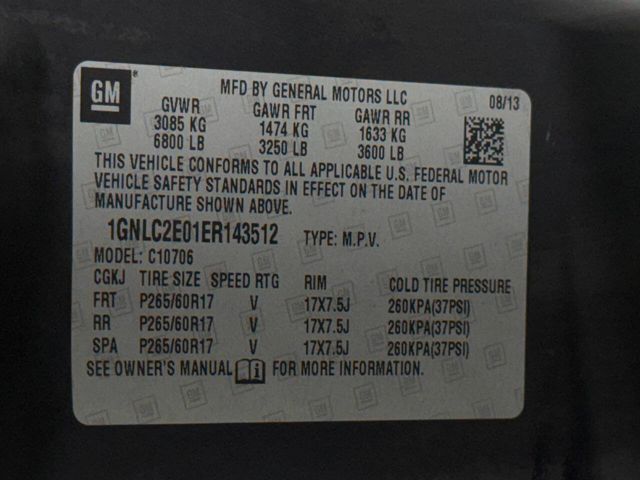 GM
MFD BY GENERAL MOTORS LLC
08/13
GVWR GAWR FRT GAWR RR
3085 KG 1474 KG 1633 KG
6800 LB 3250 LB 3600 LB
THIS VEHICLE CONFORMS TO ALL APPLICABLE U.S. FEDERAL MOTOR
VEHICLE SAFETY STANDARDS IN EFFECT ON THE DATE OF
MANUFACTURE SHOWN ABOVE.
1GNLC2E01ER143512 TYPE: M.P.V.
MODEL: C10706
CGKJ TIRE SIZE SPEED RTG RIM COLD TIRE PRESSURE
FRT P265/60R17 V 17X7.5J 260KPA(37PSI)
RR P265/60R17 V 17X7.5J 260KPA(37PSI)
SPA P265/60R17 V 17X7.5J 260KPA(37PSI)
SEE OWNER'S MANUAL FOR MORE INFORMATION.